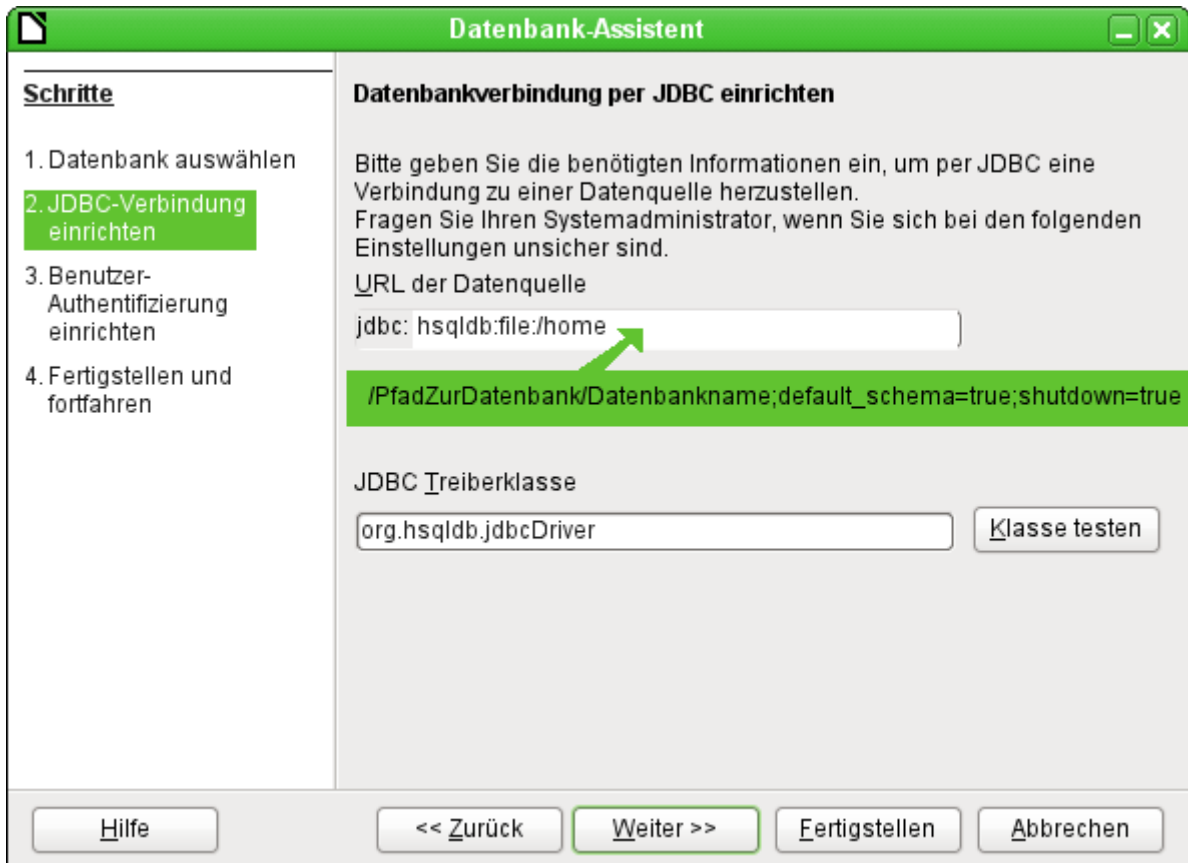 Datenbank-Assistent
Schritte
1. Datenbank auswählen
2. JDBC-Verbindung
einrichten
3. Benutzer-
Authentifizierung
einrichten
4. Fertigstellen und
fortfahren
Datenbankverbindung per JDBC einrichten
Bitte geben Sie die benötigten Informationen ein, um per JDBC eine
Verbindung zu einer Datenquelle herzustellen.
Fragen Sie Ihren Systemadministrator, wenn Sie sich bei den folgenden
Einstellungen unsicher sind.
URL der Datenquelle
jdbc: hsqldb:file:/home
/PfadZurDatenbank/Datenbankname;default_schema=true;shutdown=true
JDBC Treiberklasse
org.hsqldb.jdbcDriver Klasse testen
Hilfe << Zurück Weiter >> Fertigstellen Abbrechen